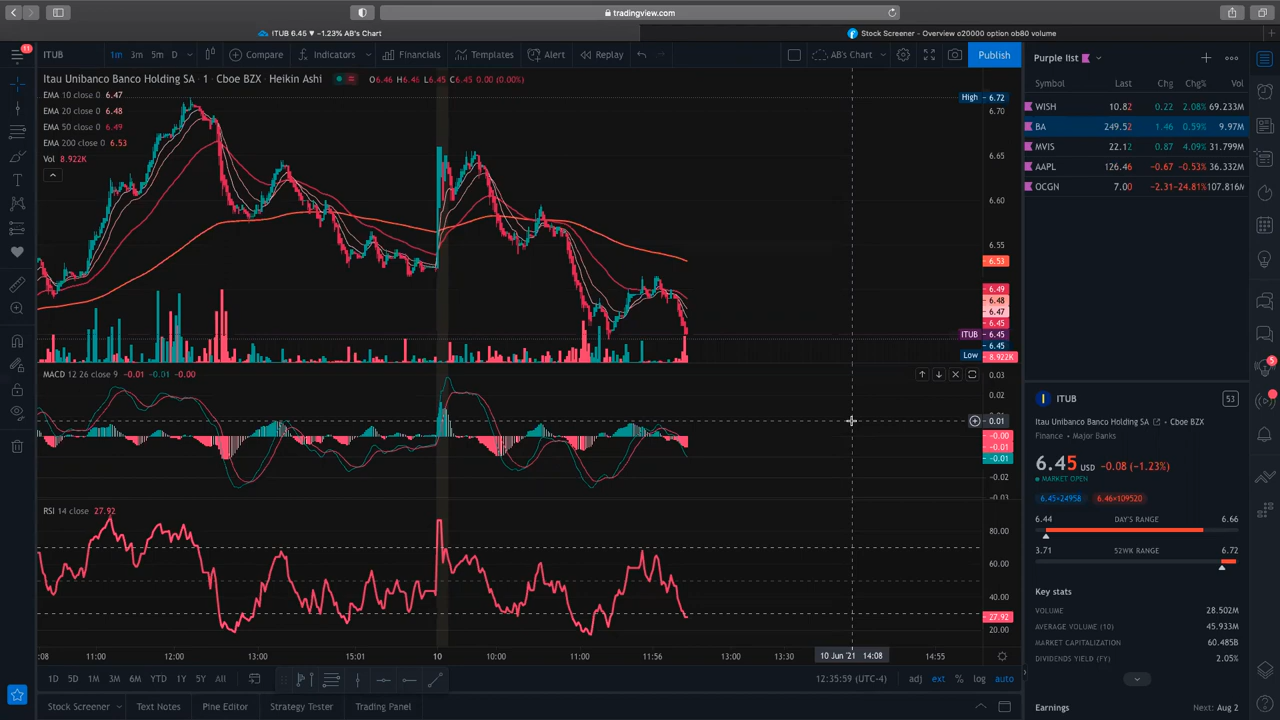 tradingview.com
ITUB 6.45 ▼ −1.23% AB's Chart
Stock Screener - Overview o20000 option ob80 volume
11
ITUB
1m 3m 5m D
Compare
Indicators
Financials
Templates
Alert
Replay
AB's Chart
Publish
Itau Unibanco Banco Holding SA · 1 · Cboe BZX · Heikin Ashi
O6.46 H6.46 L6.45 C6.45 0.00 (0.00%)
EMA 10 close 0 6.47
EMA 20 close 0 6.48
EMA 50 close 0 6.49
EMA 200 close 0 6.53
Vol 8.922K
High 6.72
6.70
6.65
6.60
6.55
6.53
6.49
6.48
6.47
6.45
ITUB 6.45
6.45
Low
8.922K
MACD 12 26 close 9 −0.01 −0.01 −0.00
0.03
0.02
0.01
−0.00
−0.01
−0.01
−0.02
RSI 14 close 27.92
80.00
60.00
40.00
27.92
20.00
:08 11:00 12:00 13:00 15:01 10 10:00 11:00 11:56 13:00 13:30 10 Jun '21 14:08 14:55
1D 5D 1M 3M 6M YTD 1Y 5Y All
12:35:59 (UTC-4) adj ext % log auto
Stock Screener Text Notes Pine Editor Strategy Tester Trading Panel
Purple list
Symbol Last Chg Chg% Vol
WISH 10.82 0.22 2.08% 69.233M
BA 249.52 1.46 0.59% 9.97M
MVIS 22.12 0.87 4.09% 31.799M
AAPL 126.46 −0.67 −0.53% 36.332M
OCGN 7.00 −2.31 −24.81% 107.816M
5
ITUB
53
Itau Unibanco Banco Holding SA · Cboe BZX
Finance · Major Banks
6.45 USD −0.08 (−1.23%)
MARKET OPEN
6.45×24958 6.46×109520
6.44 DAY'S RANGE 6.66
3.71 52WK RANGE 6.72
Key stats
VOLUME 28.502M
AVERAGE VOLUME (10) 45.933M
MARKET CAPITALIZATION 60.485B
DIVIDENDS YIELD (FY) 2.05%
Earnings Next: Aug 2